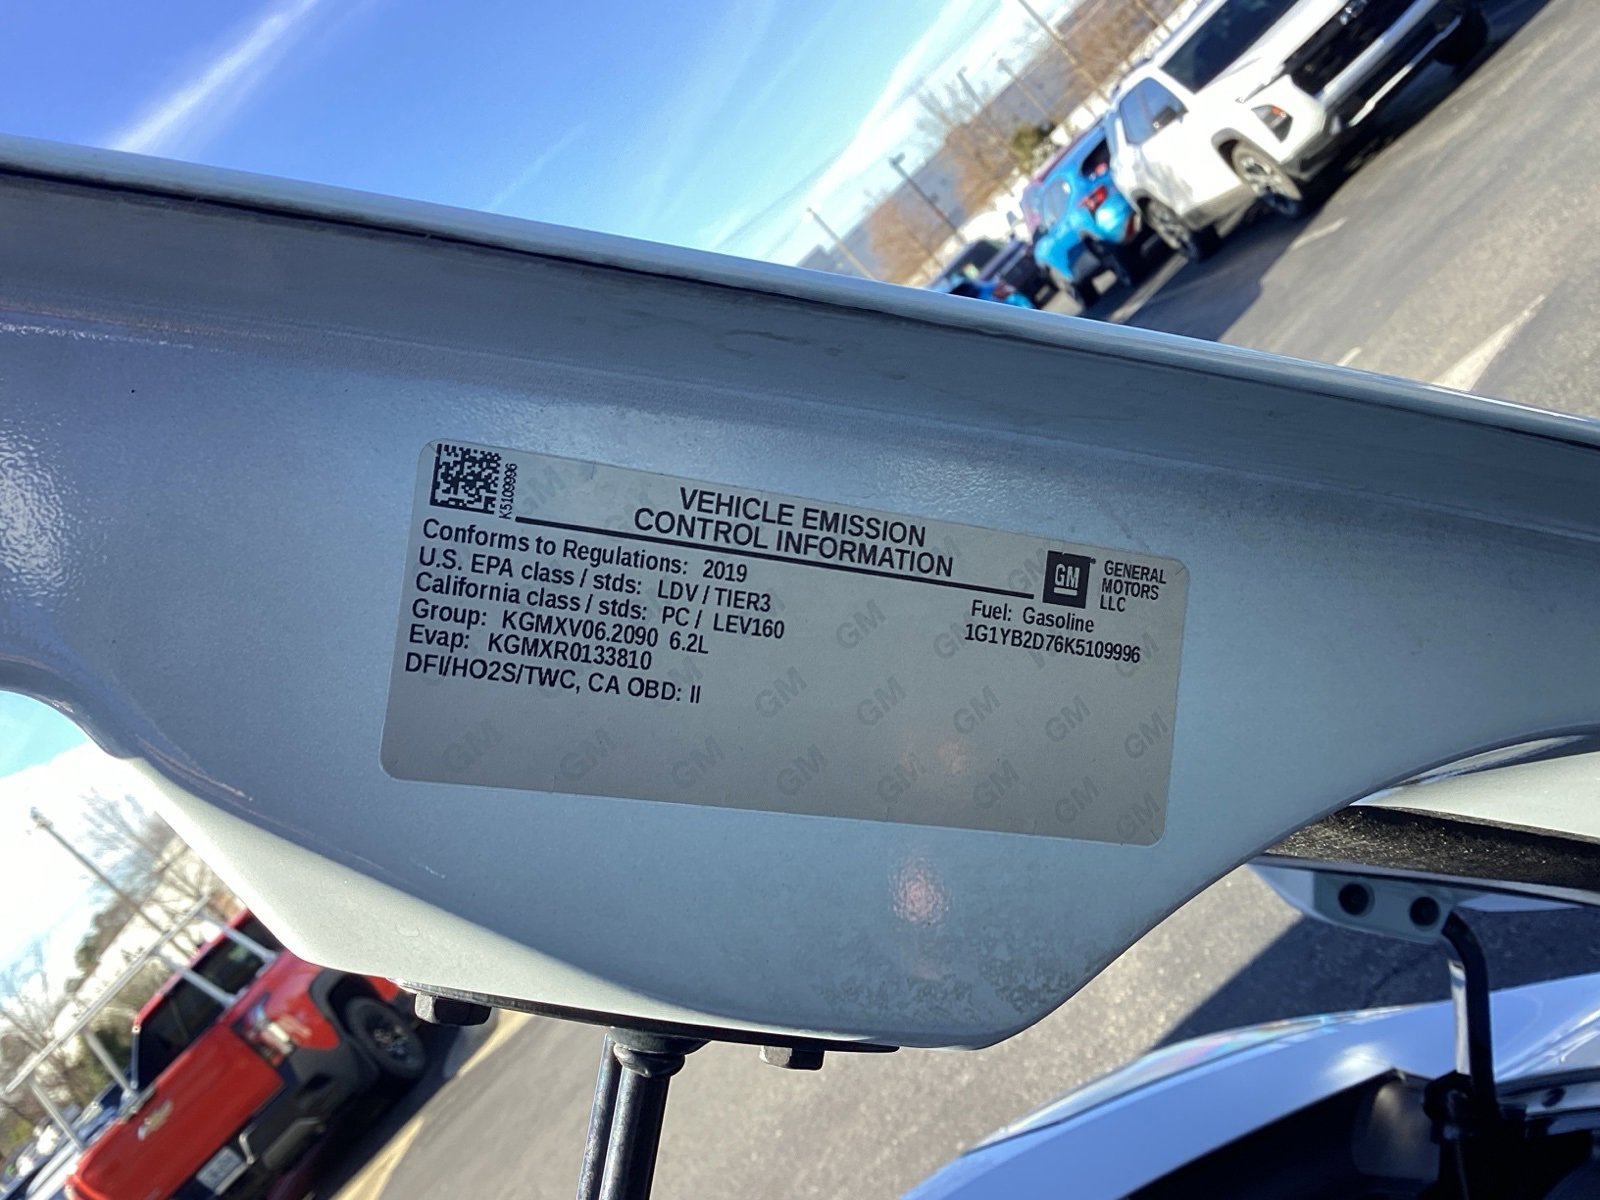 K5109996
VEHICLE EMISSION
CONTROL INFORMATION
GM
GENERAL
MOTORS
LLC
Conforms to Regulations: 2019
U.S. EPA class / stds: LDV / TIER3
California class / stds: PC / LEV160
Group: KGMXV06.2090 6.2L
Evap: KGMXR0133810
DFI/HO2S/TWC, CA OBD: II
Fuel: Gasoline
1G1YB2D76K5109996